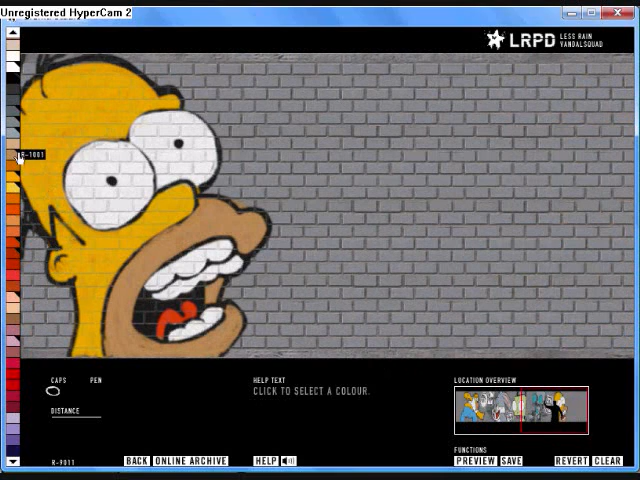 Unregistered HyperCam 2
LRPD LESS RAIN
VANDALSQUAD
R-1001
CAPS PEN
HELP TEXT
CLICK TO SELECT A COLOUR.
LOCATION OVERVIEW
DISTANCE
FUNCTIONS
R-9011
BACK ONLINE ARCHIVE HELP PREVIEW SAVE REVERT CLEAR